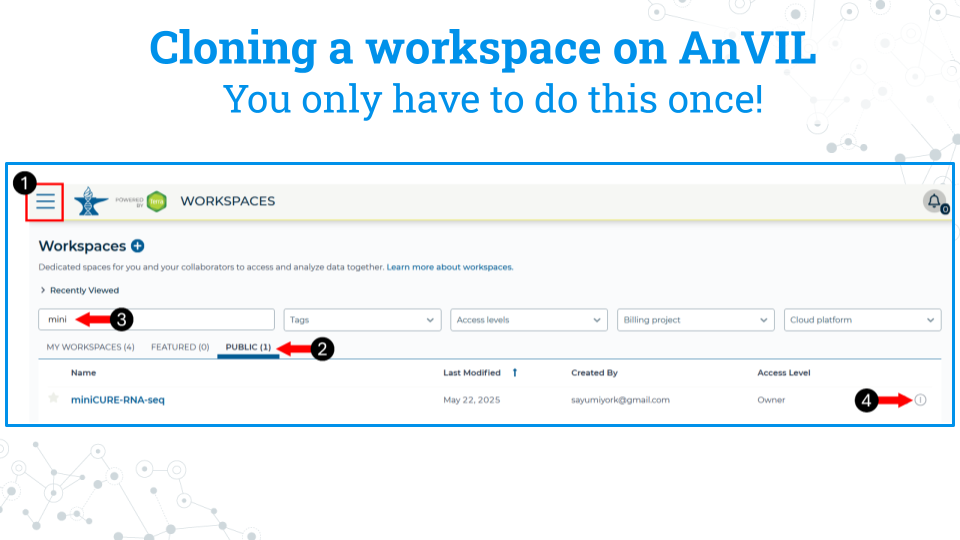 Cloning a workspace on AnVIL
You only have to do this once!
1
POWERED BY terra WORKSPACES
0
Workspaces
Dedicated spaces for you and your collaborators to access and analyze data together. Learn more about workspaces.
Recently Viewed
mini 3 Tags Access levels Billing project Cloud platform
MY WORKSPACES (4) FEATURED (0) PUBLIC (1) 2
Name Last Modified Created By Access Level
miniCURE-RNA-seq May 22, 2025 sayumiyork@gmail.com Owner 4